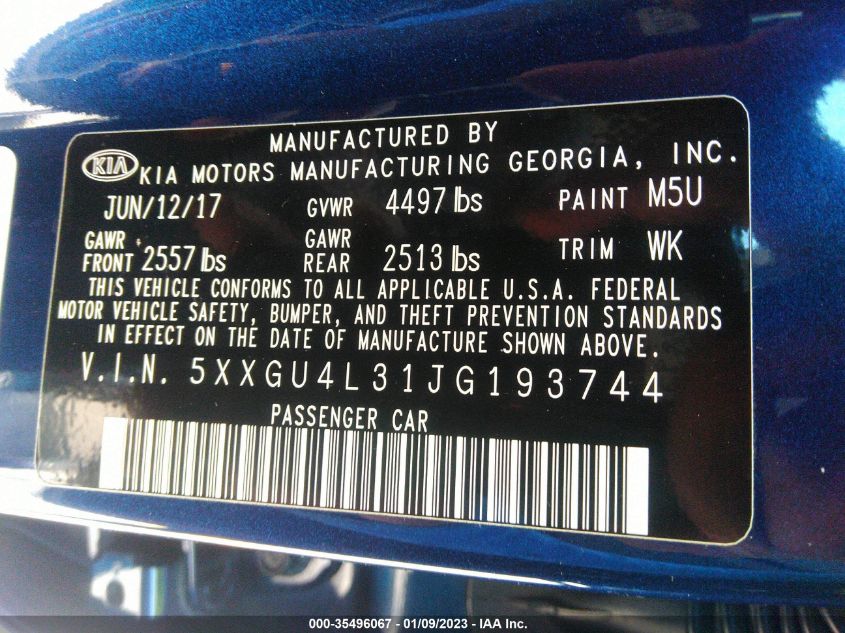 MANUFACTURED BY
KIA KIA MOTORS MANUFACTURING GEORGIA, INC.
JUN/12/17 GVWR 4497 lbs PAINT M5U
GAWR FRONT 2557 lbs GAWR REAR 2513 lbs TRIM WK
THIS VEHICLE CONFORMS TO ALL APPLICABLE U.S.A. FEDERAL
MOTOR VEHICLE SAFETY, BUMPER, AND THEFT PREVENTION STANDARDS
IN EFFECT ON THE DATE OF MANUFACTURE SHOWN ABOVE.
V.I.N. 5XXGU4L31JG193744
PASSENGER CAR
000-35496067 - 01/09/2023 - IAA Inc.